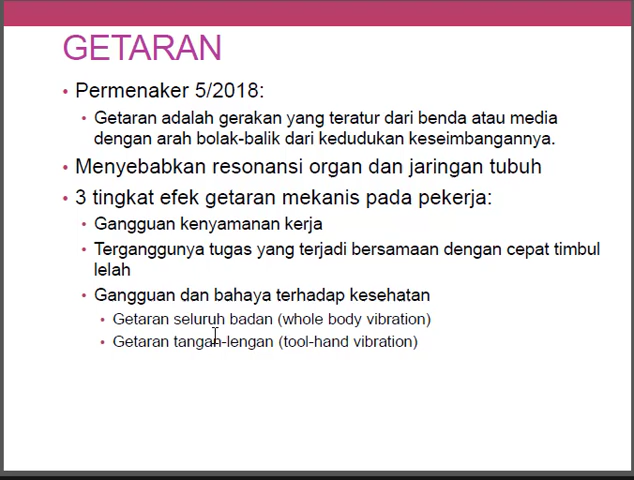 GETARAN
• Permenaker 5/2018:
• Getaran adalah gerakan yang teratur dari benda atau media
dengan arah bolak-balik dari kedudukan keseimbangannya.
• Menyebabkan resonansi organ dan jaringan tubuh
• 3 tingkat efek getaran mekanis pada pekerja:
• Gangguan kenyamanan kerja
• Terganggunya tugas yang terjadi bersamaan dengan cepat timbul
lelah
• Gangguan dan bahaya terhadap kesehatan
• Getaran seluruh badan (whole body vibration)
• Getaran tangan-lengan (tool-hand vibration)